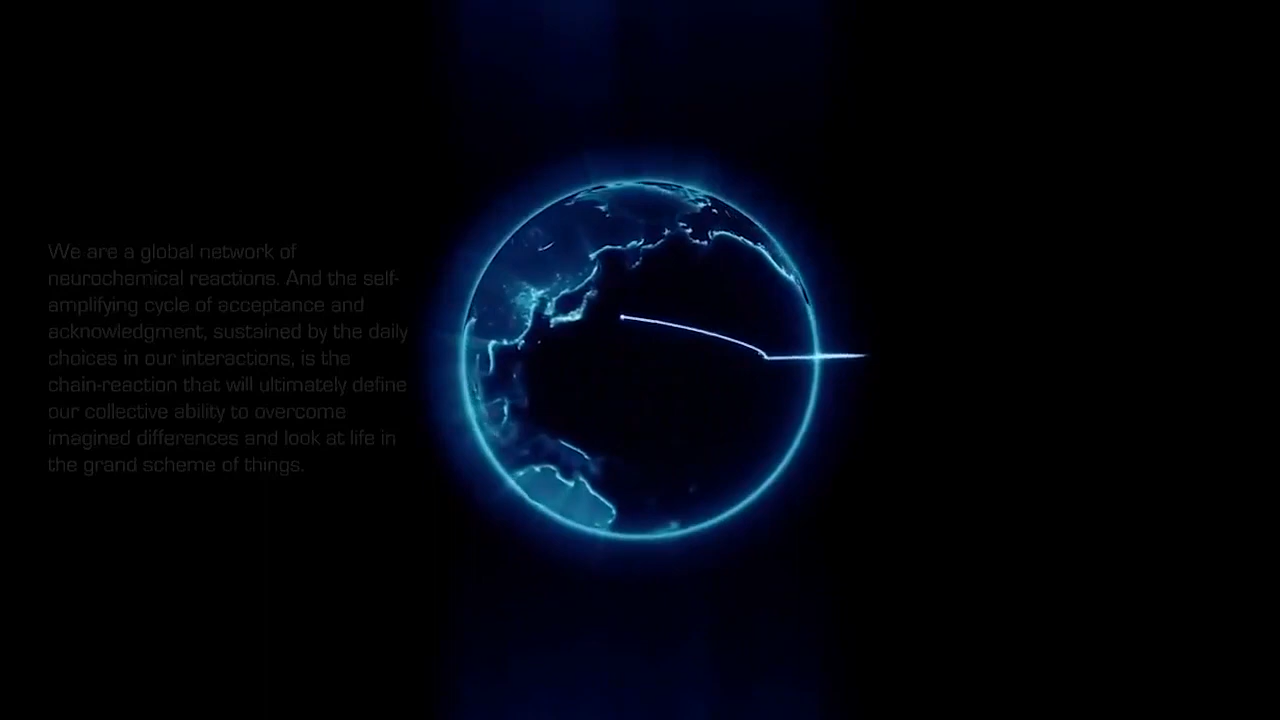 We are a global network of
neurochemical reactions. And the self-
amplifying cycle of acceptance and
acknowledgment, sustained by the daily
choices in our interactions, is the
chain-reaction that will ultimately define
our collective ability to overcome
imagined differences and look at life in
the grand scheme of things.